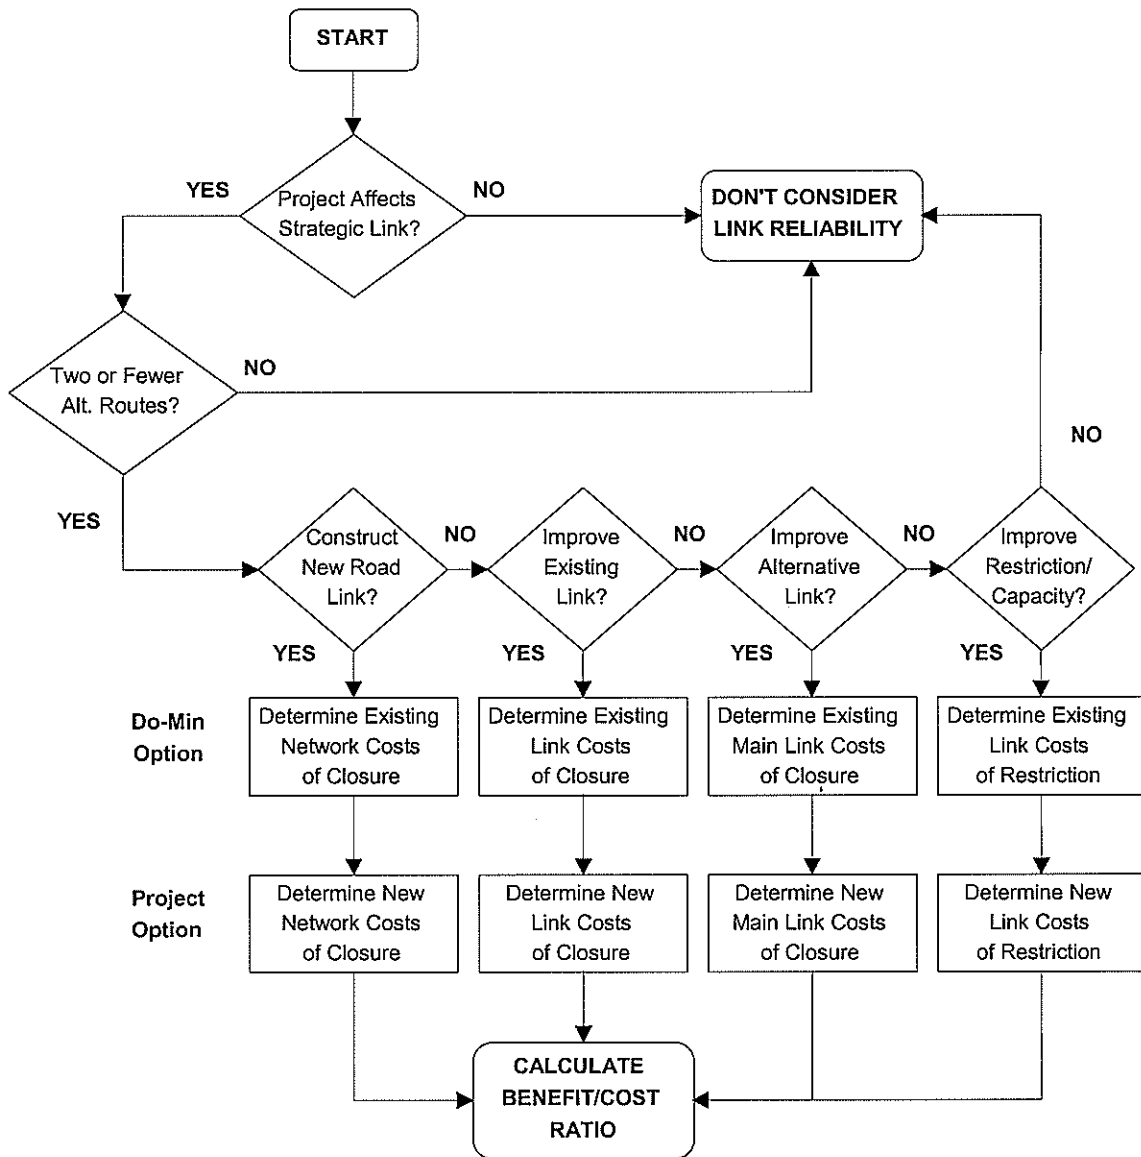 START
YES
NO
Project Affects
Strategic Link?
DON'T CONSIDER
LINK RELIABILITY
Two or Fewer
Alt. Routes?
NO
NO
YES
Construct
New Road
Link?
NO
Improve
Existing
Link?
NO
Improve
Alternative
Link?
NO
Improve
Restriction/
Capacity?
YES
YES
YES
YES
Do-Min
Option
Determine Existing
Network Costs
of Closure
Determine Existing
Link Costs
of Closure
Determine Existing
Main Link Costs
of Closure
Determine Existing
Link Costs
of Restriction
Project
Option
Determine New
Network Costs
of Closure
Determine New
Link Costs
of Closure
Determine New
Main Link Costs
of Closure
Determine New
Link Costs
of Restriction
CALCULATE
BENEFIT/COST
RATIO